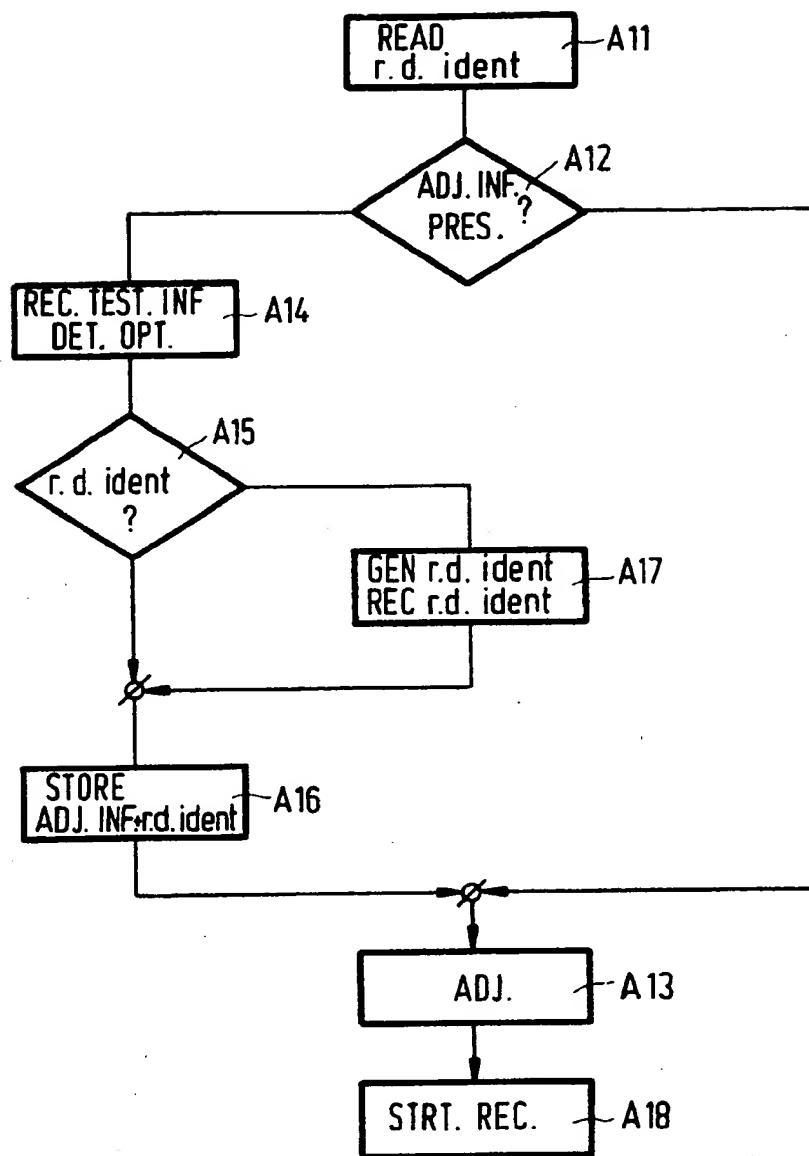 READ
r.d. ident
A11
ADJ. INF.
PRES.
?
A12
REC. TEST. INF
DET. OPT.
A14
r.d. ident
?
A15
GEN r.d. ident
REC r.d. ident
A17
STORE
ADJ. INF+r.d. ident
A16
ADJ.
A13
STRT. REC.
A18